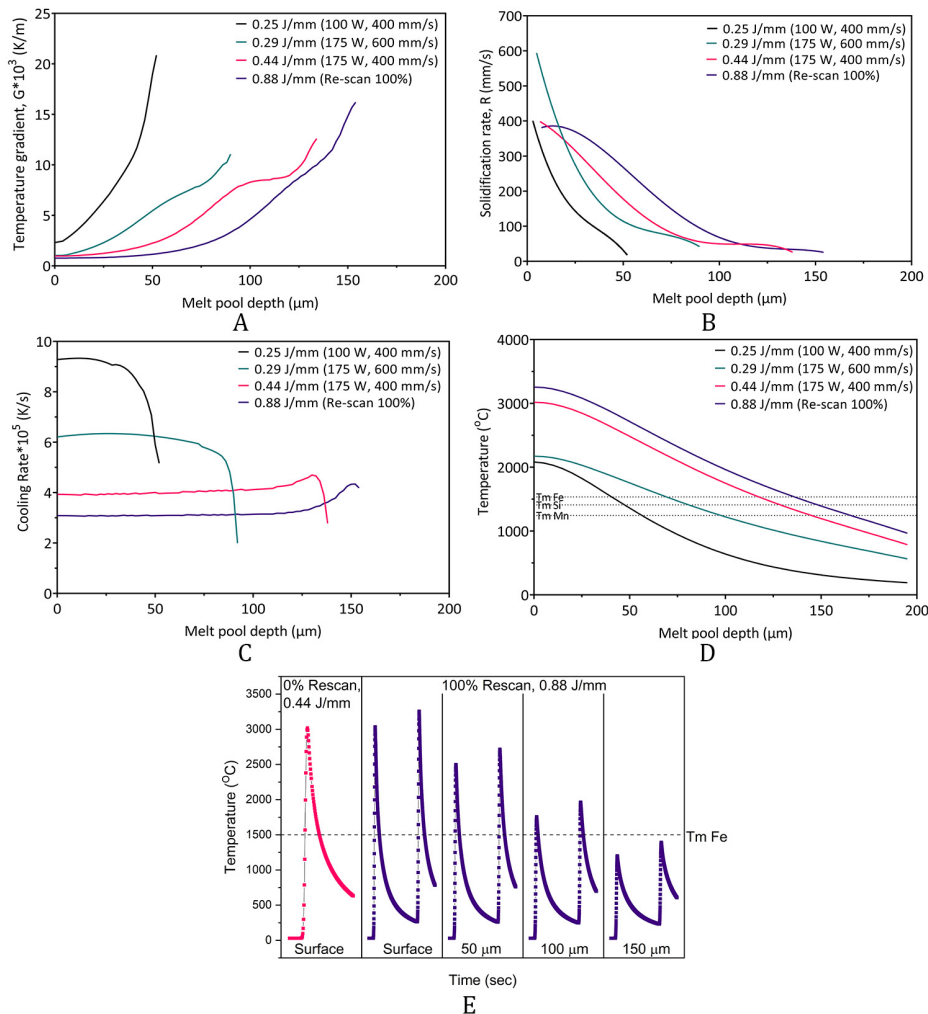 0.25 J/mm (100 W, 400 mm/s)
0.29 J/mm (175 W, 600 mm/s)
0.44 J/mm (175 W, 400 mm/s)
0.88 J/mm (Re-scan 100%)
Temperature gradient, G*10³ (K/m)
25
20
15
10
5
0
0 50 100 150 200
Melt pool depth (µm)
A
0.25 J/mm (100 W, 400 mm/s)
0.29 J/mm (175 W, 600 mm/s)
0.44 J/mm (175 W, 400 mm/s)
0.88 J/mm (Re-scan 100%)
Solidification rate, R (mm/s)
700
600
500
400
300
200
100
0
0 50 100 150 200
Melt pool depth (µm)
B
0.25 J/mm (100 W, 400 mm/s)
0.29 J/mm (175 W, 600 mm/s)
0.44 J/mm (175 W, 400 mm/s)
0.88 J/mm (Re-scan 100%)
Cooling Rate*10⁵ (K/s)
10
8
6
4
2
0
0 50 100 150 200
Melt pool depth (µm)
C
0.25 J/mm (100 W, 400 mm/s)
0.29 J/mm (175 W, 600 mm/s)
0.44 J/mm (175 W, 400 mm/s)
0.88 J/mm (Re-scan 100%)
Temperature (°C)
4000
3000
2000
1000
0
Tm Fe
Tm Si
Tm Mn
0 50 100 150 200
Melt pool depth (µm)
D
0% Rescan,
0.44 J/mm
100% Rescan, 0.88 J/mm
Temperature (°C)
3500
3000
2500
2000
1500
1000
500
0
Tm Fe
Surface Surface 50 µm 100 µm 150 µm
Time (sec)
E